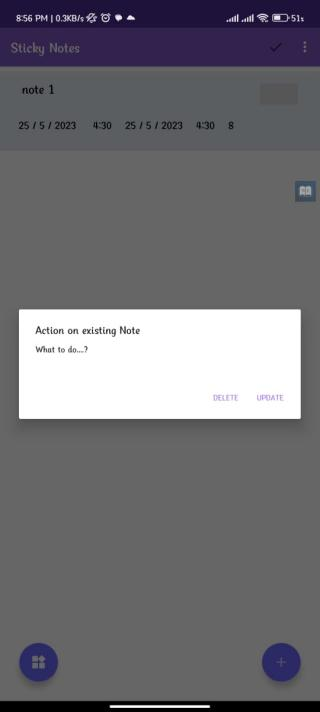 8:56 PM | 0.3KB/s 51%
Sticky Notes
note 1
25 / 5 / 2023 4:30 25 / 5 / 2023 4:30 8
Action on existing Note
What to do...?
DELETE UPDATE